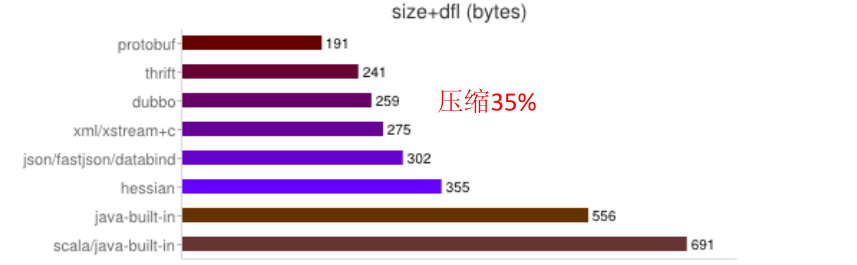 size+dfl (bytes)
protobuf 191
thrift 241
dubbo 259
压缩35%
xml/xstream+c 275
json/fastjson/databind 302
hessian 355
java-built-in 556
scala/java-built-in 691